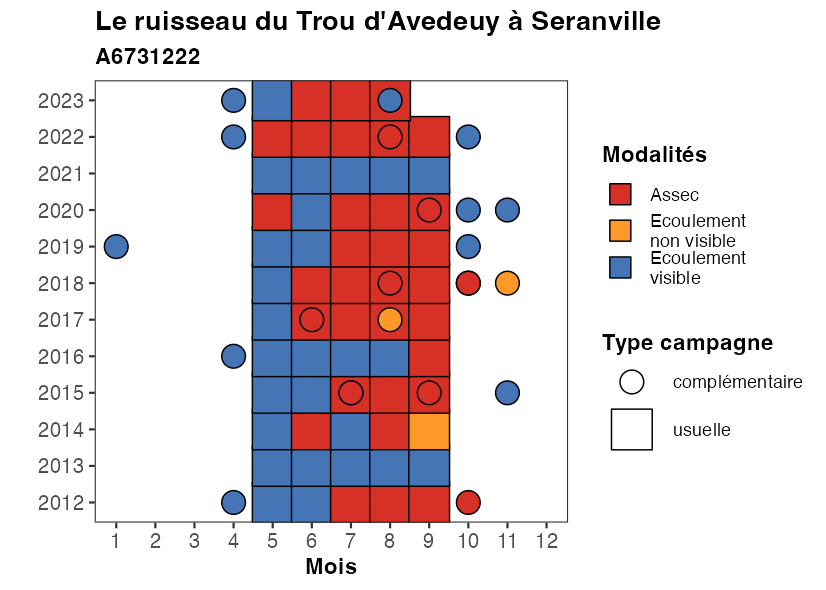 Le ruisseau du Trou d'Avedeuy à Seranville
A6731222
2023
2022
2021
2020
2019
2018
2017
2016
2015
2014
2013
2012
1 2 3 4 5 6 7 8 9 10 11 12
Mois
Modalités
Assec
Ecoulement
non visible
Ecoulement
visible
Type campagne
complémentaire
usuelle